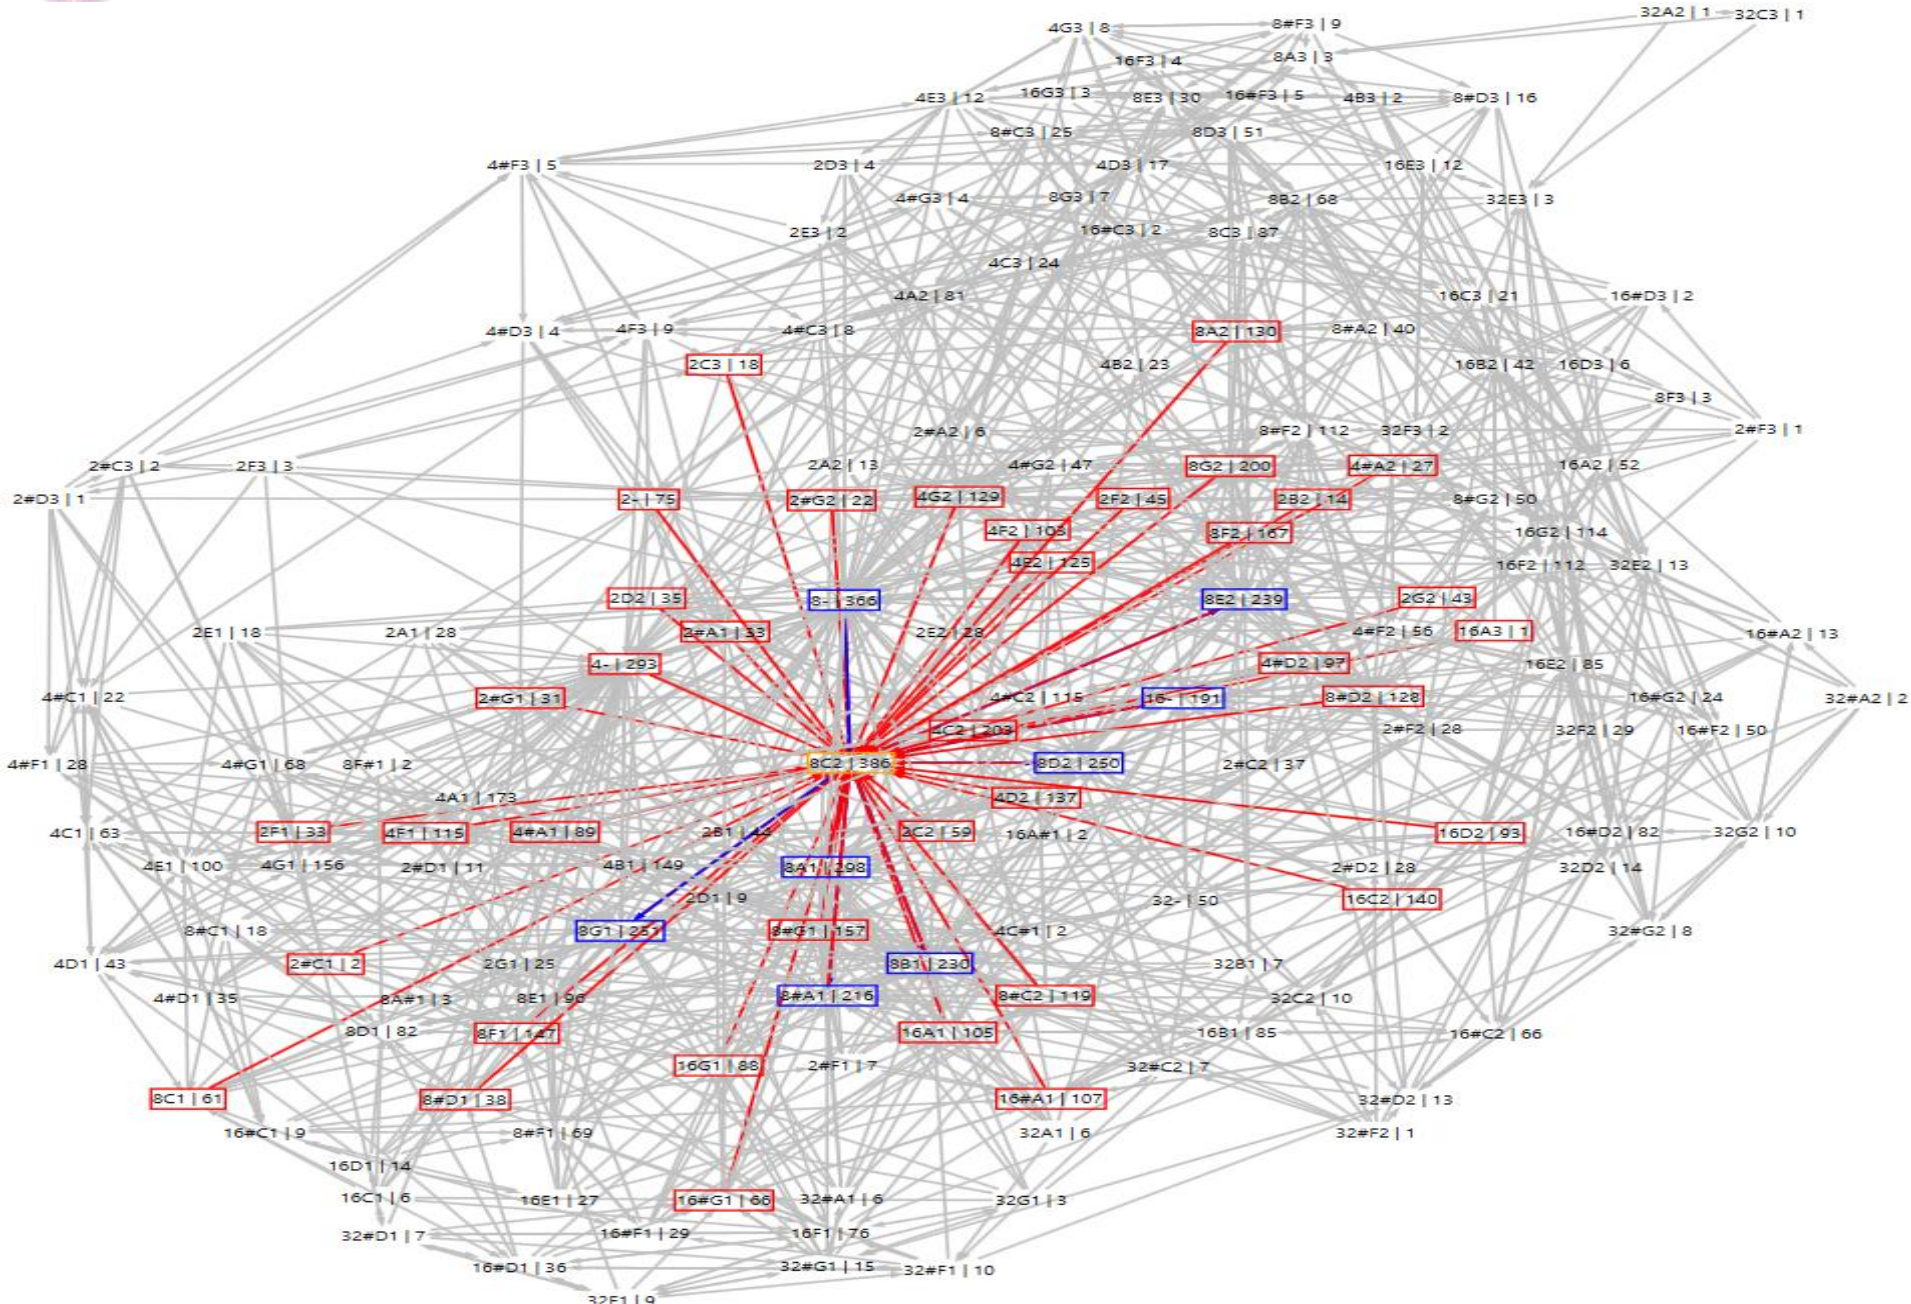 32A2 | 1
32C3 | 1
4G3 | 8
8#F3 | 9
16F3 | 4
8A3 | 3
4E3 | 12
16G3 | 3
8E3 | 30
16#F3 | 5
4B3 | 2
8#D3 | 16
8#C3 | 25
8D3 | 51
4#F3 | 5
2D3 | 4
4D3 | 17
16E3 | 12
4#G3 | 4
8G3 | 7
8B2 | 68
32E3 | 3
2E3 | 2
16#C3 | 2
8C3 | 87
4C3 | 24
4A2 | 81
16C3 | 21
16#D3 | 2
4#D3 | 4
4F3 | 9
4#C3 | 8
8A2 | 130
8#A2 | 40
2C3 | 18
4B2 | 23
16B2 | 42
16D3 | 6
8F3 | 3
2#A2 | 6
8#F2 | 112
32F3 | 2
2#F3 | 1
2#C3 | 2
2F3 | 3
2A2 | 13
4#G2 | 47
8G2 | 200
4#A2 | 27
16A2 | 52
2#D3 | 1
2- | 75
2#G2 | 22
4G2 | 129
2F2 | 45
2B2 | 14
8#G2 | 50
4F2 | 103
8F2 | 167
16G2 | 114
4E2 | 125
16F2 | 112
32E2 | 13
2D2 | 35
8- | 366
8E2 | 239
2G2 | 43
2E1 | 18
2A1 | 28
2#A1 | 33
2E2 | 28
4#F2 | 56
16A3 | 1
16#A2 | 13
4- | 293
4#D2 | 97
16E2 | 85
4#C1 | 22
2#G1 | 31
4#C2 | 115
16- | 191
8#D2 | 128
16#G2 | 24
32#A2 | 2
4C2 | 203
2#F2 | 28
32F2 | 29
16#F2 | 50
4#F1 | 28
4#G1 | 68
8F#1 | 2
8C2 | 386
8D2 | 250
2#C2 | 37
4A1 | 173
4D2 | 137
4C1 | 63
2F1 | 33
4F1 | 115
4#A1 | 89
2B1 | 44
2C2 | 59
16A#1 | 2
16D2 | 93
16#D2 | 82
32G2 | 10
4E1 | 100
4G1 | 156
2#D1 | 11
4B1 | 149
8A1 | 298
2#D2 | 28
32D2 | 14
2D1 | 9
32- | 50
16C2 | 140
8#C1 | 18
8G1 | 251
8#G1 | 157
4C#1 | 2
32#G2 | 8
4D1 | 43
2#C1 | 2
2G1 | 25
8B1 | 230
32B1 | 7
4#D1 | 35
8A#1 | 3
8E1 | 96
8#A1 | 216
8#C2 | 119
32C2 | 10
8D1 | 82
8F1 | 147
16A1 | 105
16B1 | 85
16#C2 | 66
16G1 | 88
2#F1 | 7
32#C2 | 7
8C1 | 61
8#D1 | 38
16#A1 | 107
32#D2 | 13
16#C1 | 9
8#F1 | 69
32A1 | 6
32#F2 | 1
16D1 | 14
16C1 | 6
16E1 | 27
16#G1 | 66
32#A1 | 6
32G1 | 3
32#D1 | 7
16#F1 | 29
16F1 | 76
16#D1 | 36
32#G1 | 15
32#F1 | 10
32F1 | 9